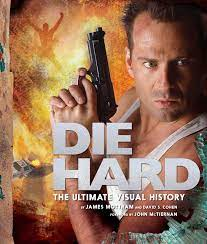 DIE
HARD
THE ULTIMATE VISUAL HISTORY
BY JAMES MOTTRAM AND DAVID S. COHEN
FOREWORD BY JOHN McTIERNAN